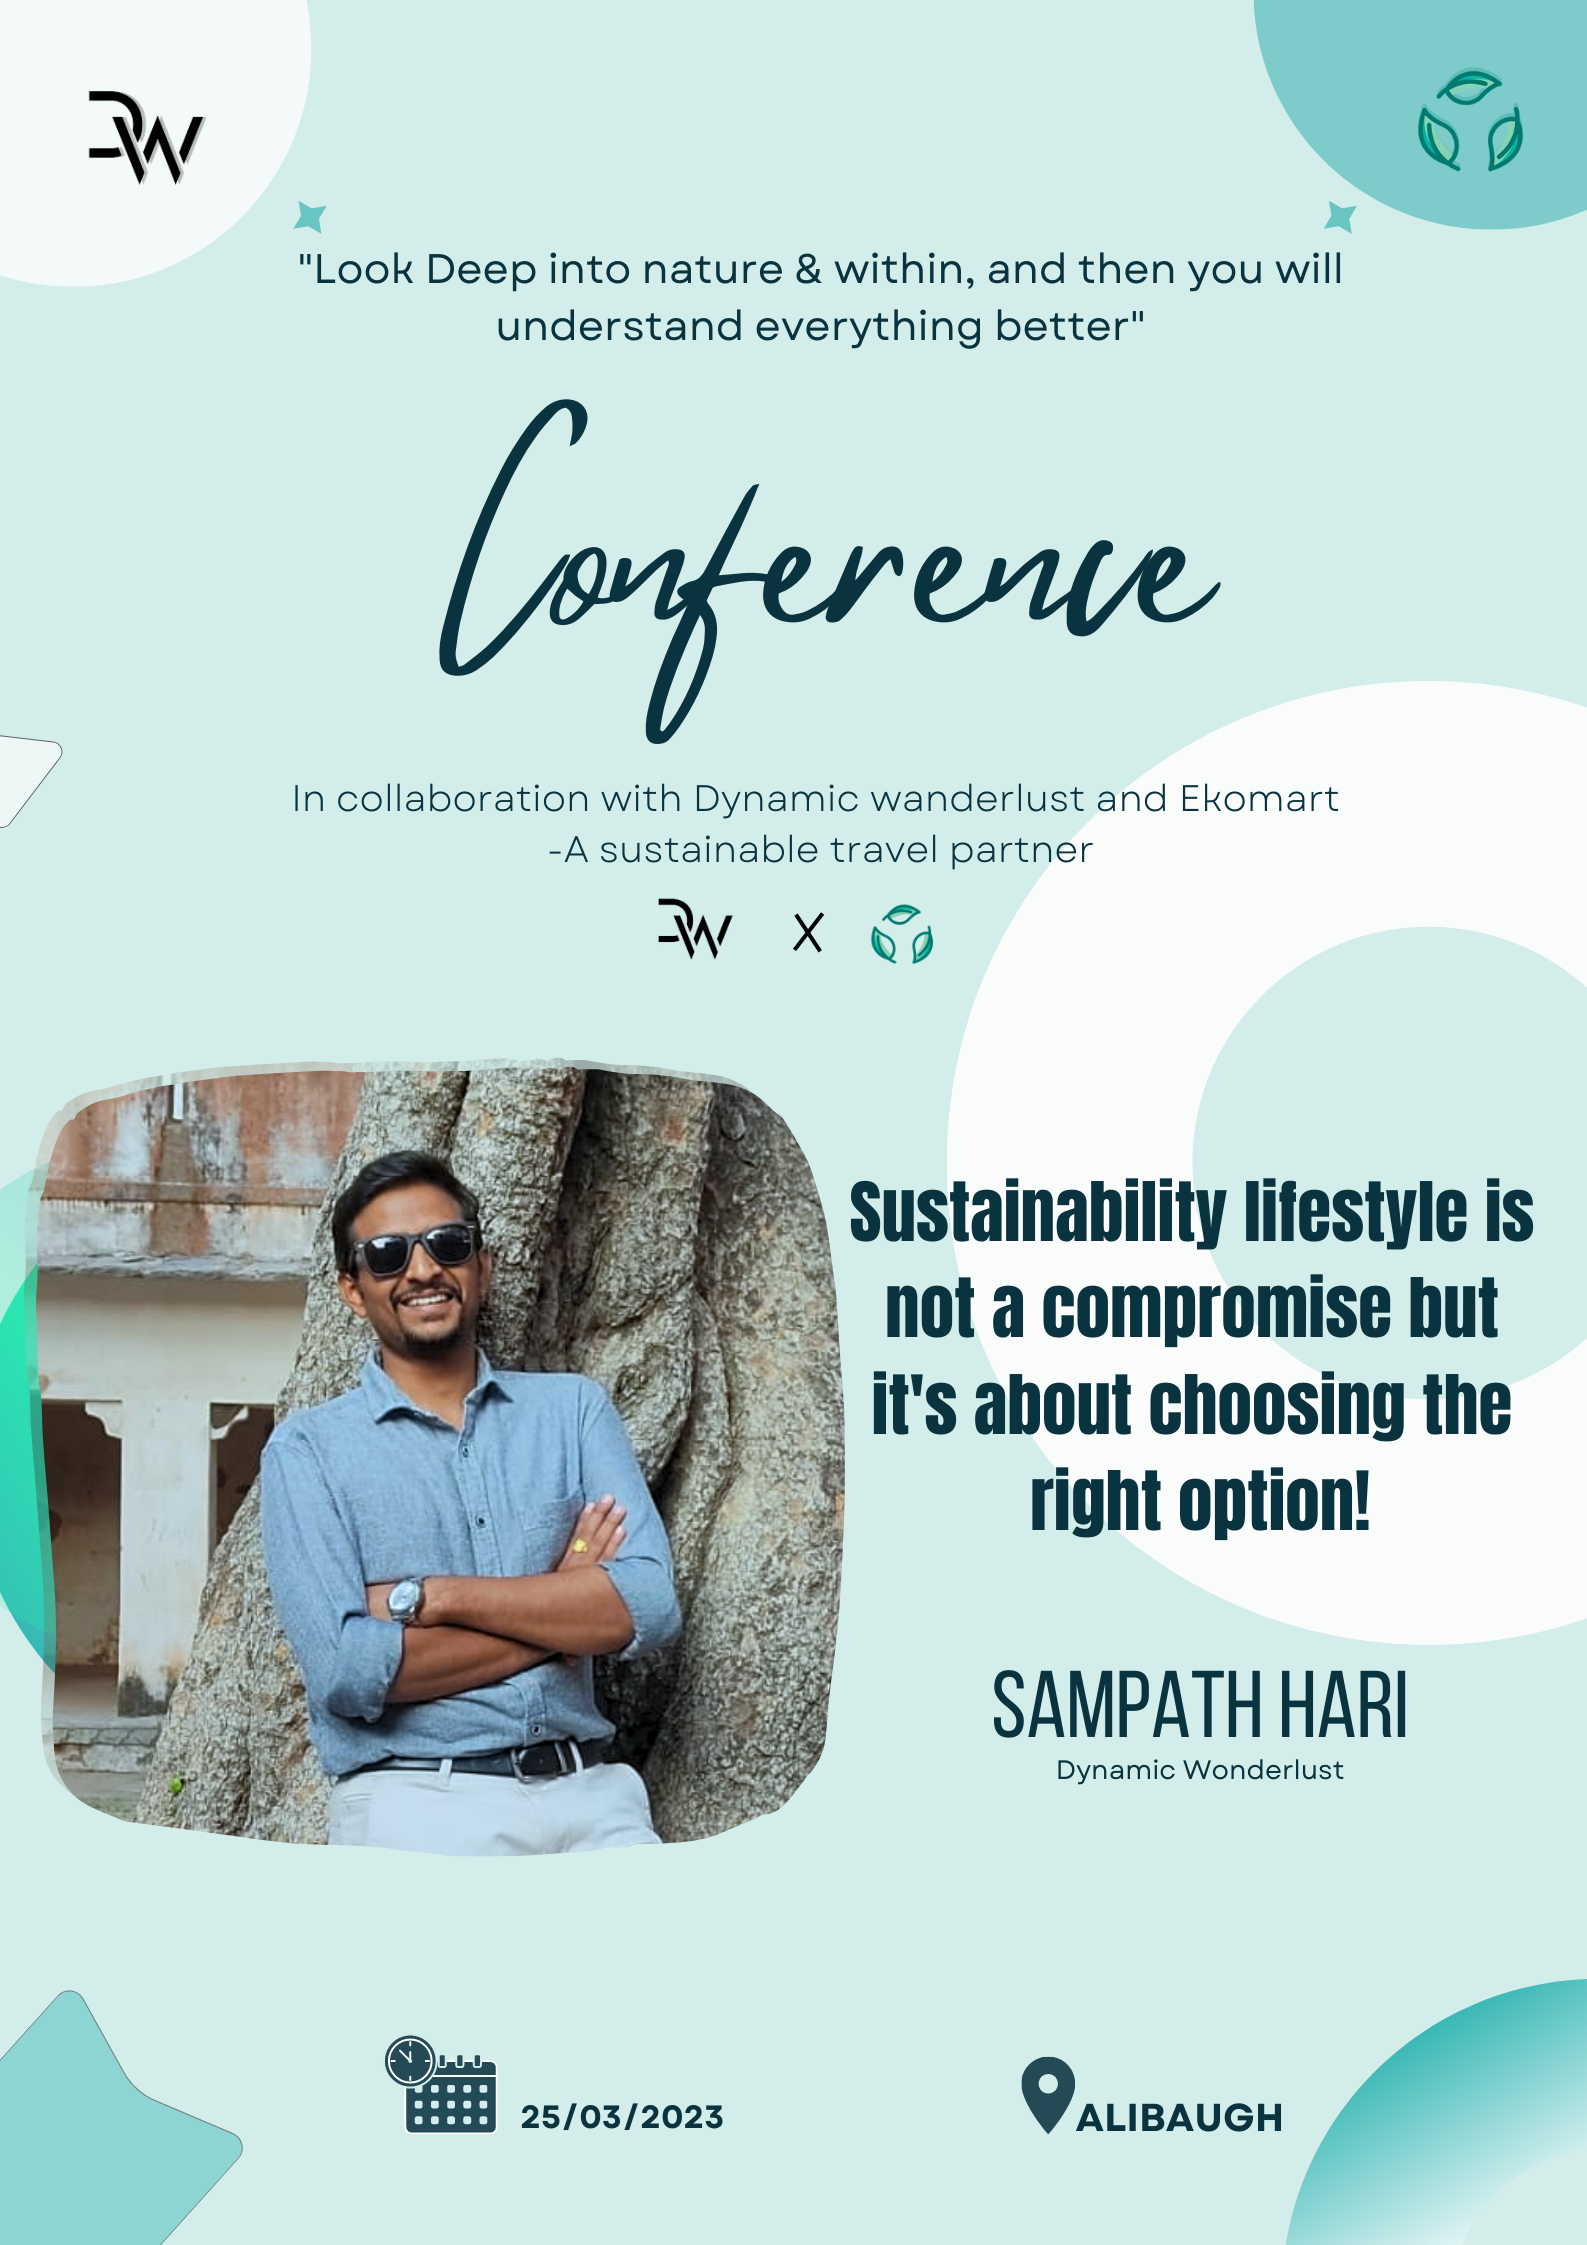 DW
"Look Deep into nature & within, and then you will
understand everything better"
Conference
In collaboration with Dynamic wanderlust and Ekomart
-A sustainable travel partner
DW X
Sustainability lifestyle is
not a compromise but
it's about choosing the
right option!
SAMPATH HARI
Dynamic Wonderlust
25/03/2023
ALIBAUGH